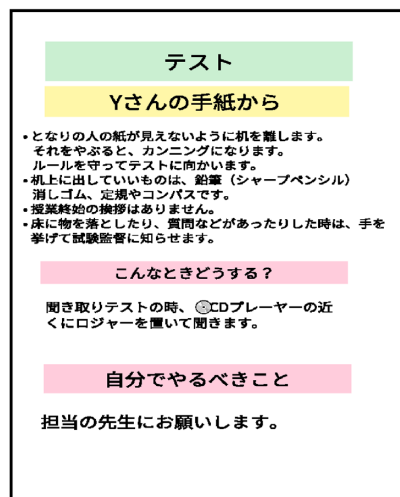 テスト
Yさんの手紙から
・となりの人の紙が見えないように机を離します。
それをやぶると、カンニングになります。
ルールを守ってテストに向かいます。
・机上に出していいものは、鉛筆（シャープペンシル）
消しゴム、定規やコンパスです。
・授業終始の挨拶はありません。
・床に物を落としたり、質問などがあったりした時は、手を
挙げて試験監督に知らせます。
こんなときどうする？
聞き取りテストの時、CDプレーヤーの近
くにロジャーを置いて聞きます。
自分でやるべきこと
担当の先生にお願いします。